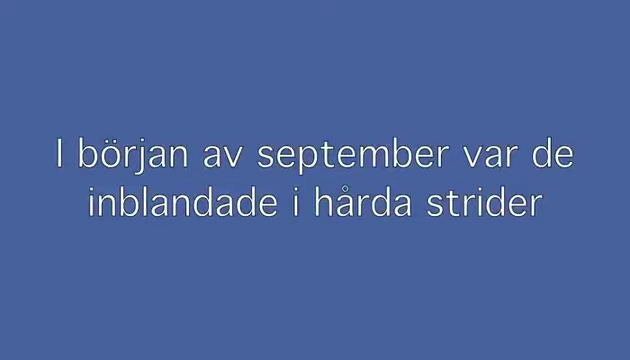 I början av september var de
inblandade i hårda strider